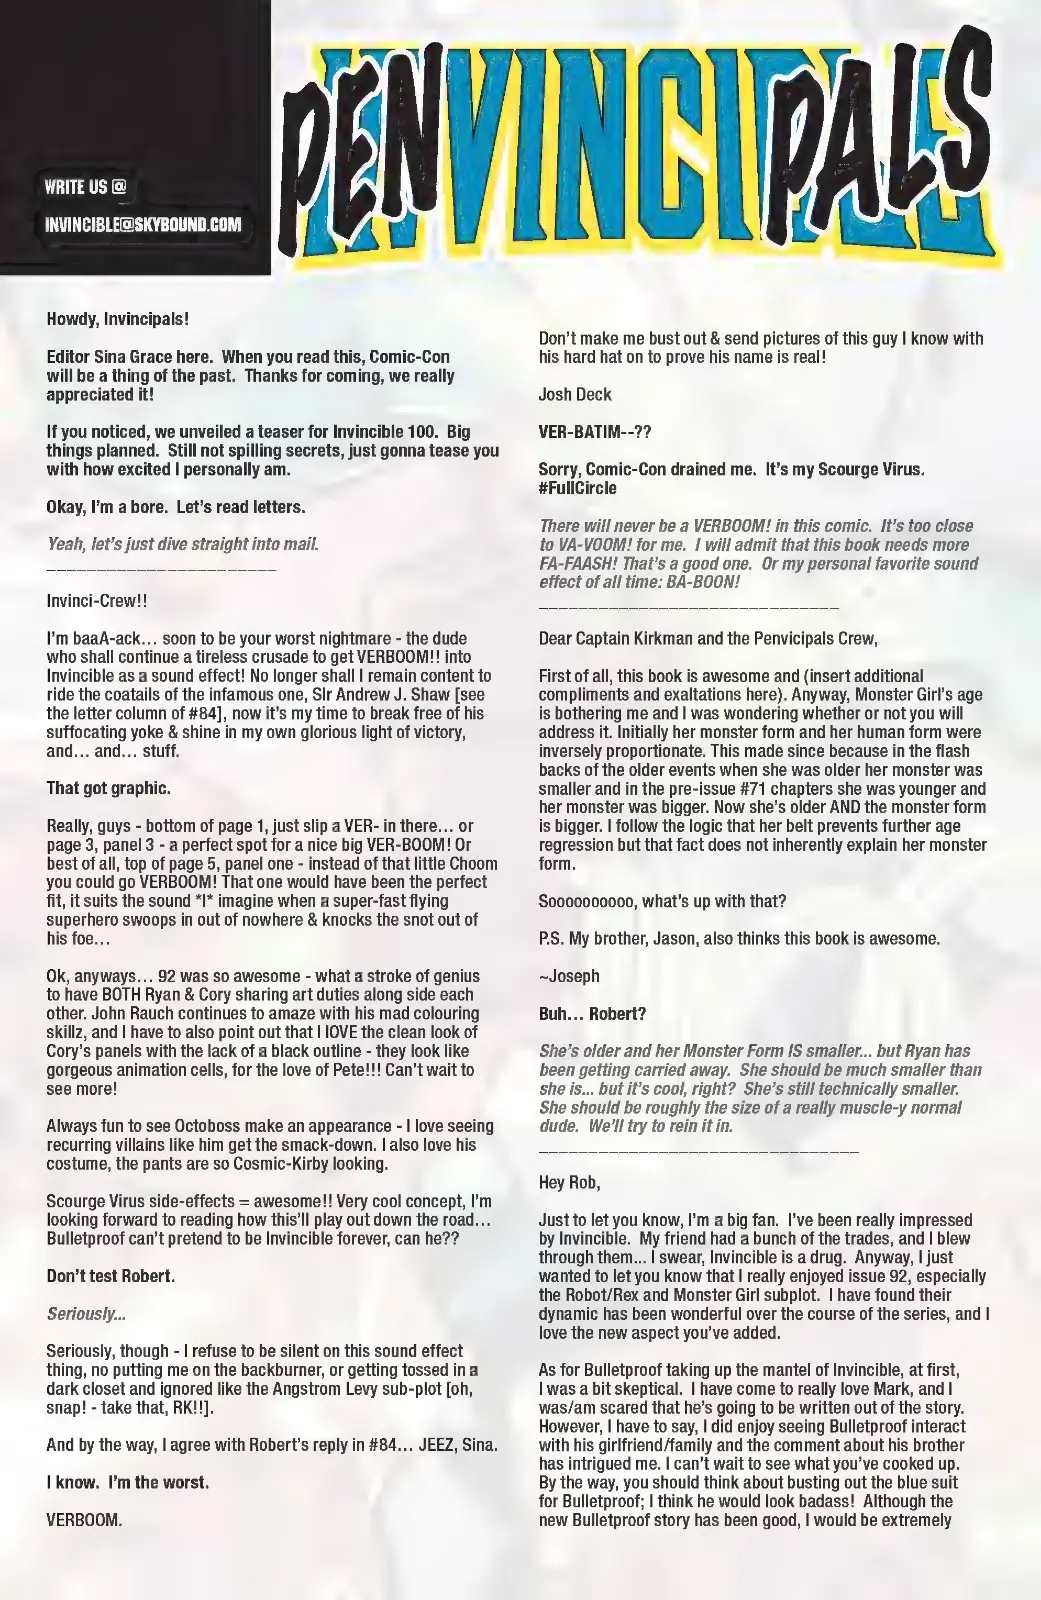 WRITE US @
INVINCIBLE@SKYBOUND.COM
PENVINCIPALS
Howdy, Invincipals!
Editor Sina Grace here.  When you read this, Comic-Con
will be a thing of the past.  Thanks for coming, we really
appreciated it!
If you noticed, we unveiled a teaser for Invincible 100.  Big
things planned.  Still not spilling secrets, just gonna tease you
with how excited I personally am.
Okay, I'm a bore.  Let's read letters.
Yeah, let's just dive straight into mail.
_______________________
Invinci-Crew!!
I'm baaA-ack... soon to be your worst nightmare - the dude
who shall continue a tireless crusade to get VERBOOM!! into
Invincible as a sound effect! No longer shall I remain content to
ride the coatails of the infamous one, SIr Andrew J. Shaw [see
the letter column of #84], now it's my time to break free of his
suffocating yoke & shine in my own glorious light of victory,
and... and... stuff.
That got graphic.
Really, guys - bottom of page 1, just slip a VER- in there... or
page 3, panel 3 - a perfect spot for a nice big VER-BOOM! Or
best of all, top of page 5, panel one - instead of that little Choom
you could go VERBOOM! That one would have been the perfect
fit, it suits the sound *I* imagine when a super-fast flying
superhero swoops in out of nowhere & knocks the snot out of
his foe...
Ok, anyways... 92 was so awesome - what a stroke of genius
to have BOTH Ryan & Cory sharing art duties along side each
other. John Rauch continues to amaze with his mad colouring
skillz, and I have to also point out that I lOVE the clean look of
Cory's panels with the lack of a black outline - they look like
gorgeous animation cells, for the love of Pete!!! Can't wait to
see more!
Always fun to see Octoboss make an appearance - I love seeing
recurring villains like him get the smack-down. I also love his
costume, the pants are so Cosmic-Kirby looking.
Scourge Virus side-effects = awesome!! Very cool concept, I'm
looking forward to reading how this'll play out down the road...
Bulletproof can't pretend to be Invincible forever, can he??
Don't test Robert.
Seriously...
Seriously, though - I refuse to be silent on this sound effect
thing, no putting me on the backburner, or getting tossed in a
dark closet and ignored like the Angstrom Levy sub-plot [oh,
snap! - take that, RK!!].
And by the way, I agree with Robert's reply in #84... JEEZ, Sina.
I know.  I'm the worst.
VERBOOM.
Don't make me bust out & send pictures of this guy I know with
his hard hat on to prove his name is real!
Josh Deck
VER-BATIM--??
Sorry, Comic-Con drained me.  It's my Scourge Virus.
#FullCircle
There will never be a VERBOOM! in this comic.  It's too close
to VA-VOOM! for me.  I will admit that this book needs more
FA-FAASH! That's a good one.  Or my personal favorite sound
effect of all time: BA-BOON!
______________________________
Dear Captain Kirkman and the Penvicipals Crew,
First of all, this book is awesome and (insert additional
compliments and exaltations here). Anyway, Monster Girl's age
is bothering me and I was wondering whether or not you will
address it. Initially her monster form and her human form were
inversely proportionate. This made since because in the flash
backs of the older events when she was older her monster was
smaller and in the pre-issue #71 chapters she was younger and
her monster was bigger. Now she's older AND the monster form
is bigger. I follow the logic that her belt prevents further age
regression but that fact does not inherently explain her monster
form.
Soooooooooo, what's up with that?
P.S. My brother, Jason, also thinks this book is awesome.
~Joseph
Buh... Robert?
She's older and her Monster Form IS smaller... but Ryan has
been getting carried away.  She should be much smaller than
she is... but it's cool, right?  She's still technically smaller.
She should be roughly the size of a really muscle-y normal
dude.  We'll try to rein it in.
________________________________
Hey Rob,
Just to let you know, I'm a big fan.  I've been really impressed
by Invincible.  My friend had a bunch of the trades, and I blew
through them... I swear, Invincible is a drug.  Anyway, I just
wanted to let you know that I really enjoyed issue 92, especially
the Robot/Rex and Monster Girl subplot.  I have found their
dynamic has been wonderful over the course of the series, and I
love the new aspect you've added.
As for Bulletproof taking up the mantel of Invincible, at first,
I was a bit skeptical.  I have come to really love Mark, and I
was/am scared that he's going to be written out of the story.
However, I have to say, I did enjoy seeing Bulletproof interact
with his girlfriend/family and the comment about his brother
has intrigued me. I can't wait to see what you've cooked up.
By the way, you should think about busting out the blue suit
for Bulletproof; I think he would look badass!  Although the
new Bulletproof story has been good, I would be extremely